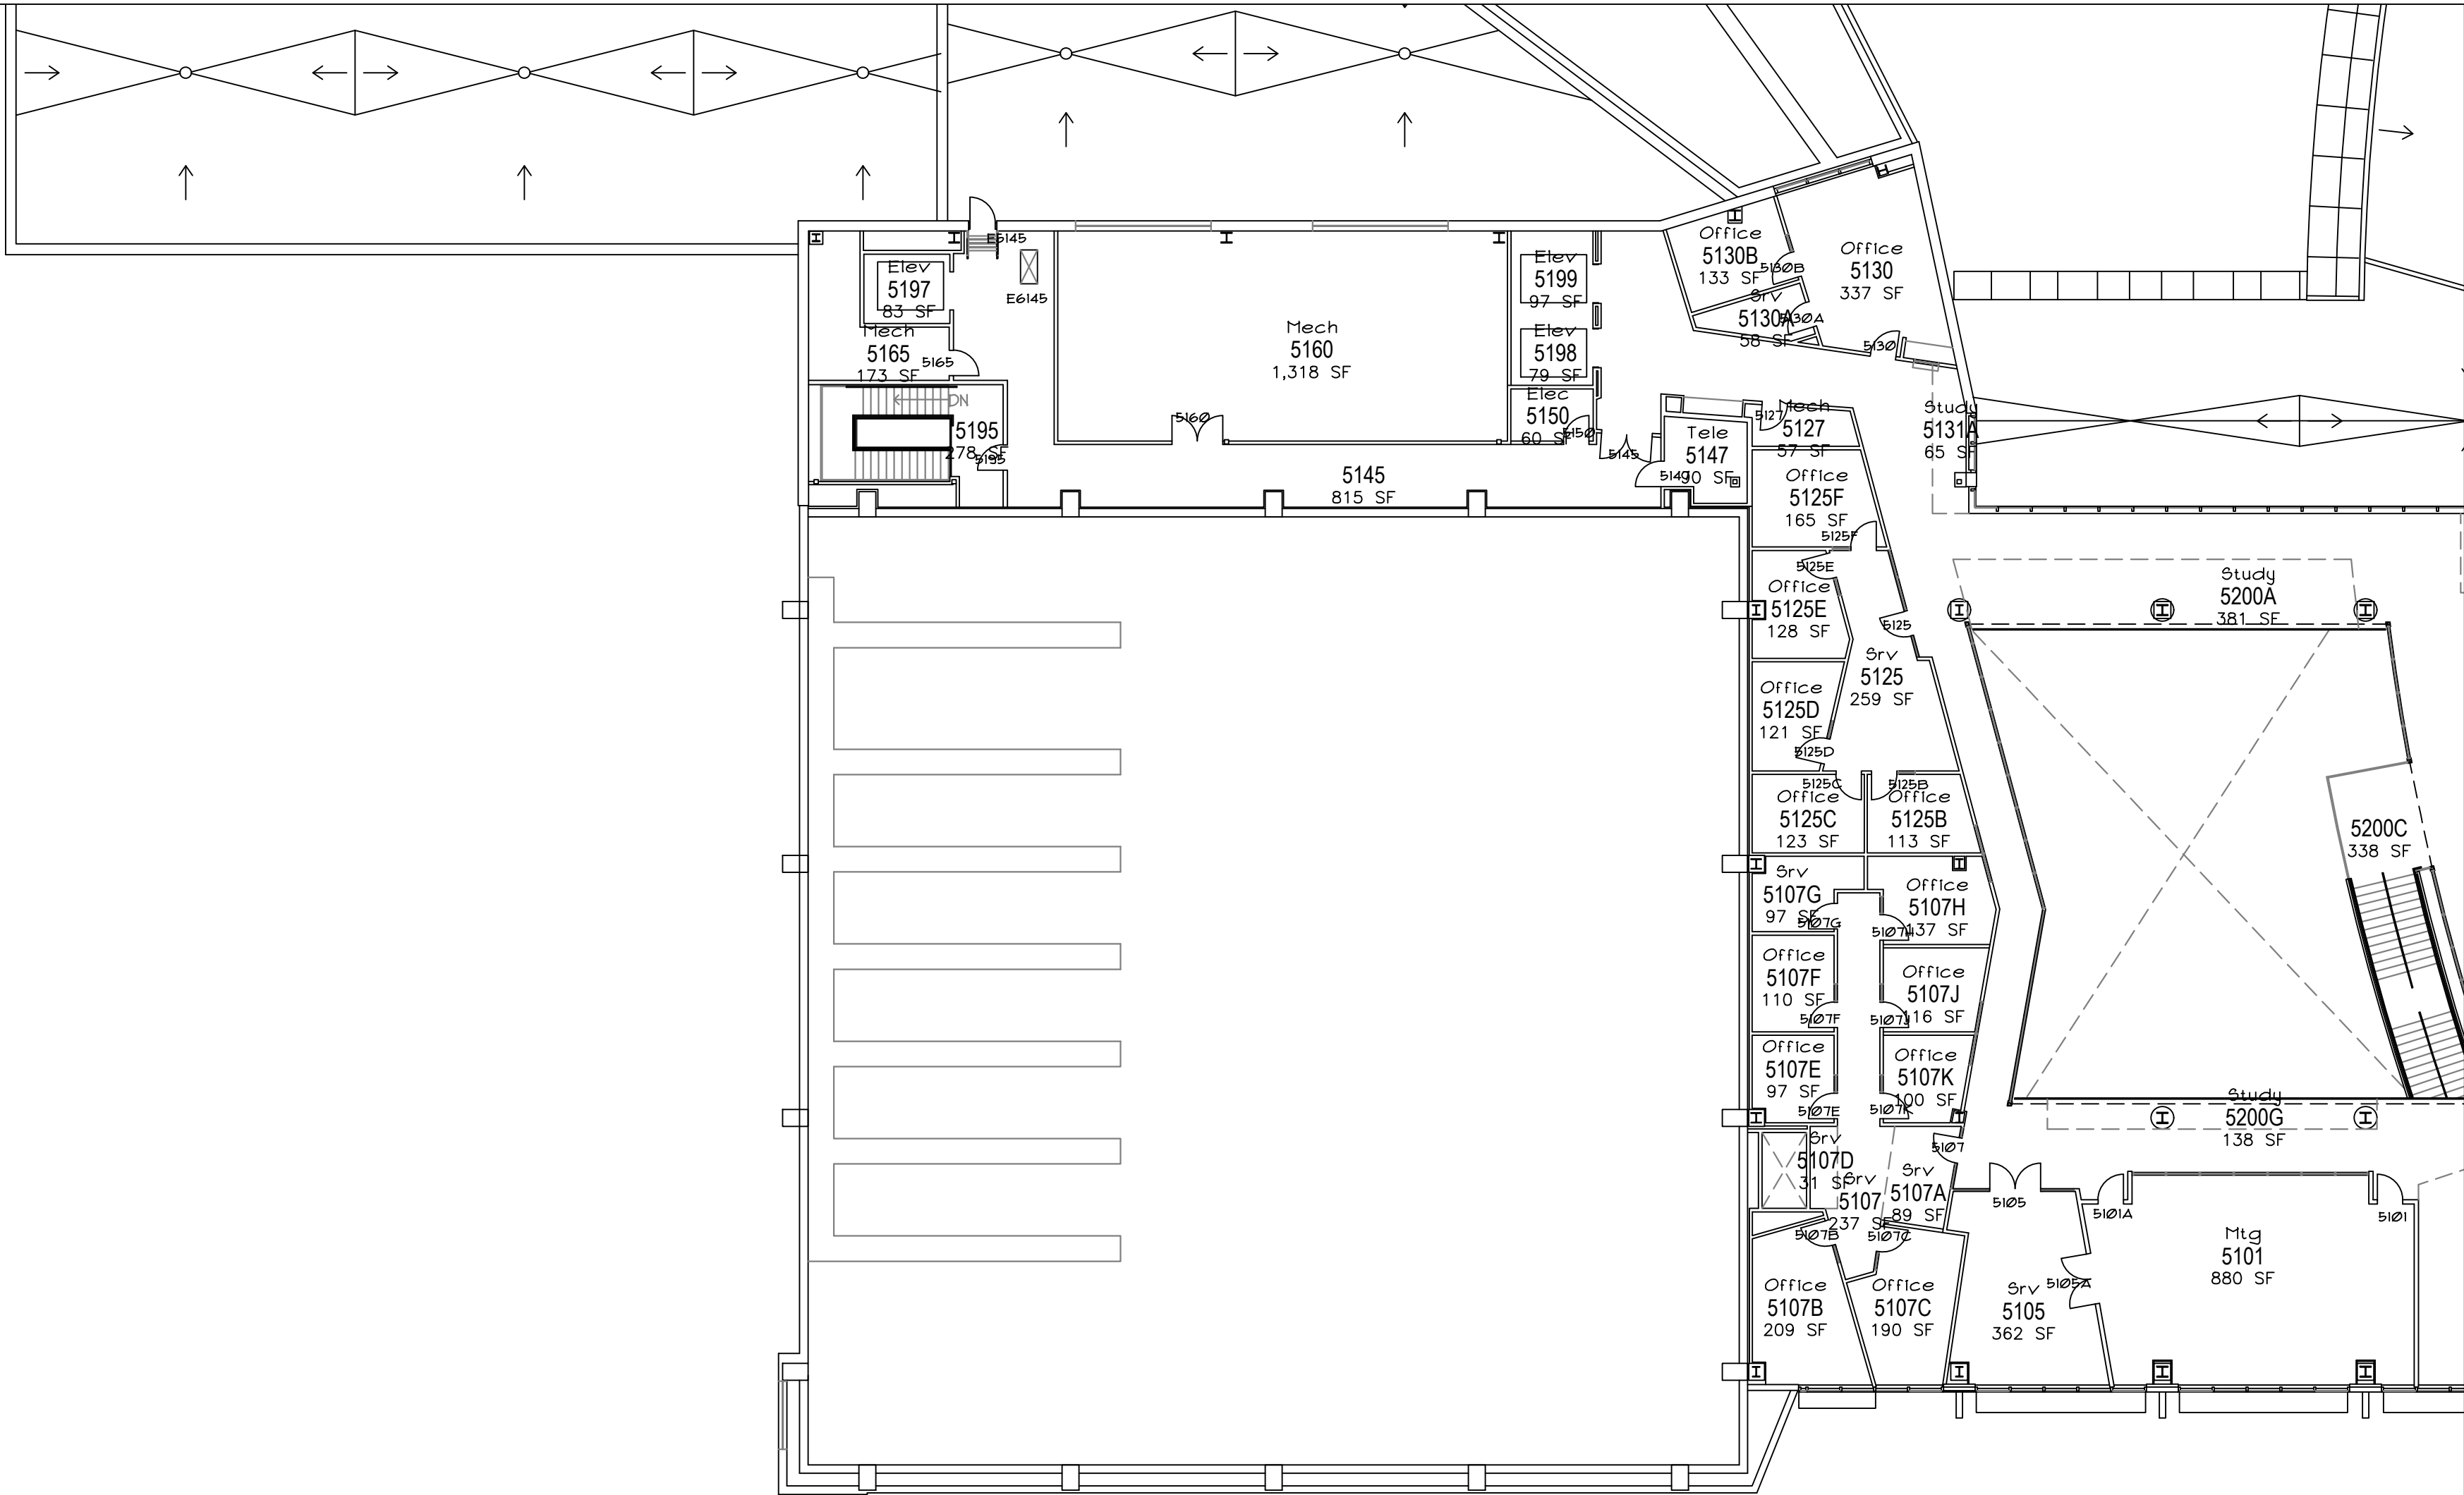 E5145
E6145
Elev
5197
83 SF
Mech
5165
173 SF
5165
DN
5195
278 SF
5195
Mech
5160
1,318 SF
5160
5145
815 SF
Elev
5199
97 SF
Elev
5198
79 SF
Elec
5150
60 SF
5150
5145
Tele
5147
90 SF
5147
Office
5130B
133 SF
5130B
Srv
5130A
58 SF
5130A
Office
5130
337 SF
5130
Mech
5127
57 SF
5127
Study
5131A
65 SF
Office
5125F
165 SF
5125F
5125E
Office
5125E
128 SF
5125
Srv
5125
259 SF
Office
5125D
121 SF
5125D
5125C
Office
5125C
123 SF
5125B
Office
5125B
113 SF
Srv
5107G
97 SF
5107G
Office
5107H
137 SF
5107H
Office
5107F
110 SF
5107F
Office
5107J
116 SF
5107J
Office
5107E
97 SF
5107E
Office
5107K
100 SF
5107K
Srv
5107D
31 SF
Srv
5107
237 SF
Srv
5107A
89 SF
5107
5107B
5107C
Office
5107B
209 SF
Office
5107C
190 SF
5105
Srv
5105
362 SF
5105A
5101A
5101
Mtg
5101
880 SF
Study
5200A
381 SF
5200C
338 SF
Study
5200G
138 SF